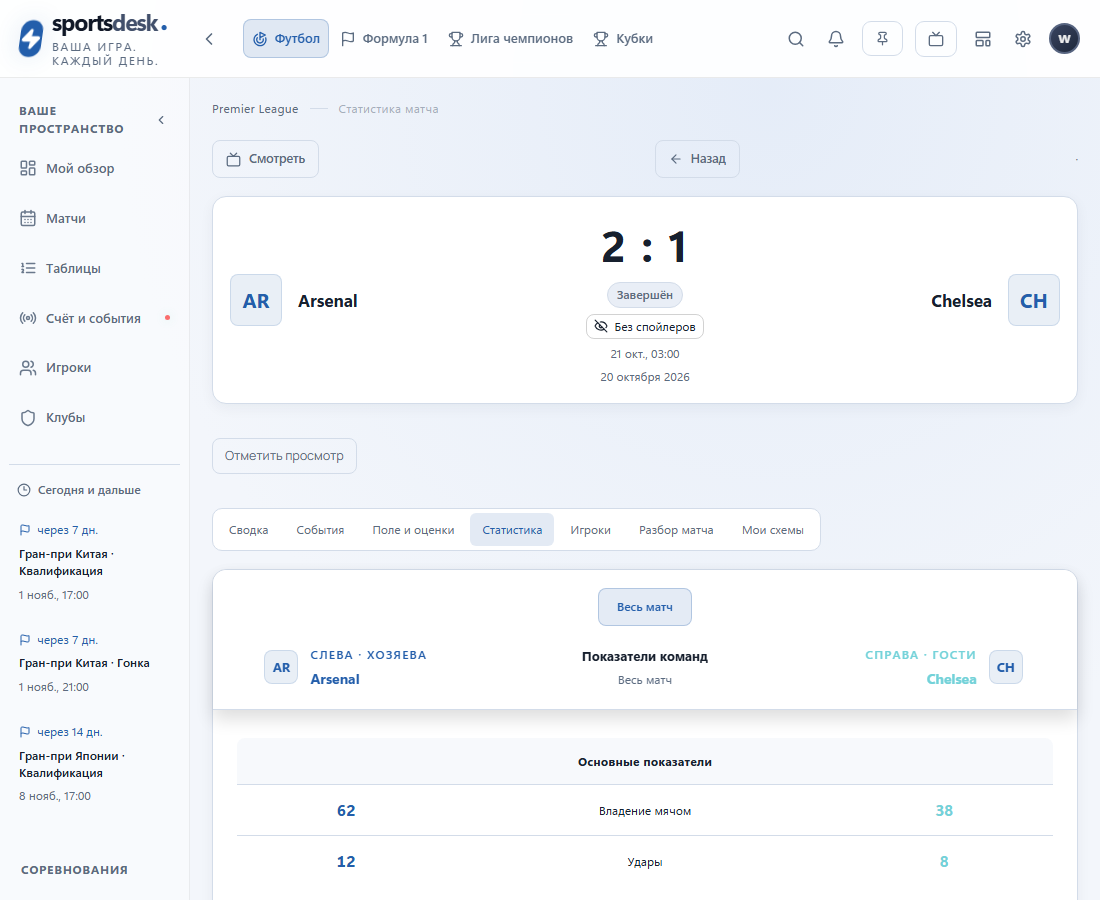 sportsdesk.
ВАША ИГРА.
КАЖДЫЙ ДЕНЬ.
Футбол
Формула 1
Лига чемпионов
Кубки
W
ВАШЕ
ПРОСТРАНСТВО
Мой обзор
Матчи
Таблицы
Счёт и события
Игроки
Клубы
Сегодня и дальше
через 7 дн.
Гран-при Китая ·
Квалификация
1 нояб., 17:00
через 7 дн.
Гран-при Китая · Гонка
1 нояб., 21:00
через 14 дн.
Гран-при Японии ·
Квалификация
8 нояб., 17:00
СОРЕВНОВАНИЯ
Premier League — Статистика матча
Смотреть
Назад
·
2 : 1
AR Arsenal
Chelsea CH
Завершён
Без спойлеров
21 окт., 03:00
20 октября 2026
Отметить просмотр
Сводка События Поле и оценки Статистика Игроки Разбор матча Мои схемы
Весь матч
AR
СЛЕВА · ХОЗЯЕВА
Arsenal
Показатели команд
Весь матч
СПРАВА · ГОСТИ
Chelsea
CH
Основные показатели
62 Владение мячом 38
12 Удары 8